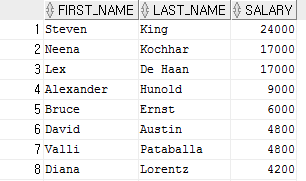 FIRST_NAME LAST_NAME SALARY
1 Steven King 24000
2 Neena Kochhar 17000
3 Lex De Haan 17000
4 Alexander Hunold 9000
5 Bruce Ernst 6000
6 David Austin 4800
7 Valli Pataballa 4800
8 Diana Lorentz 4200